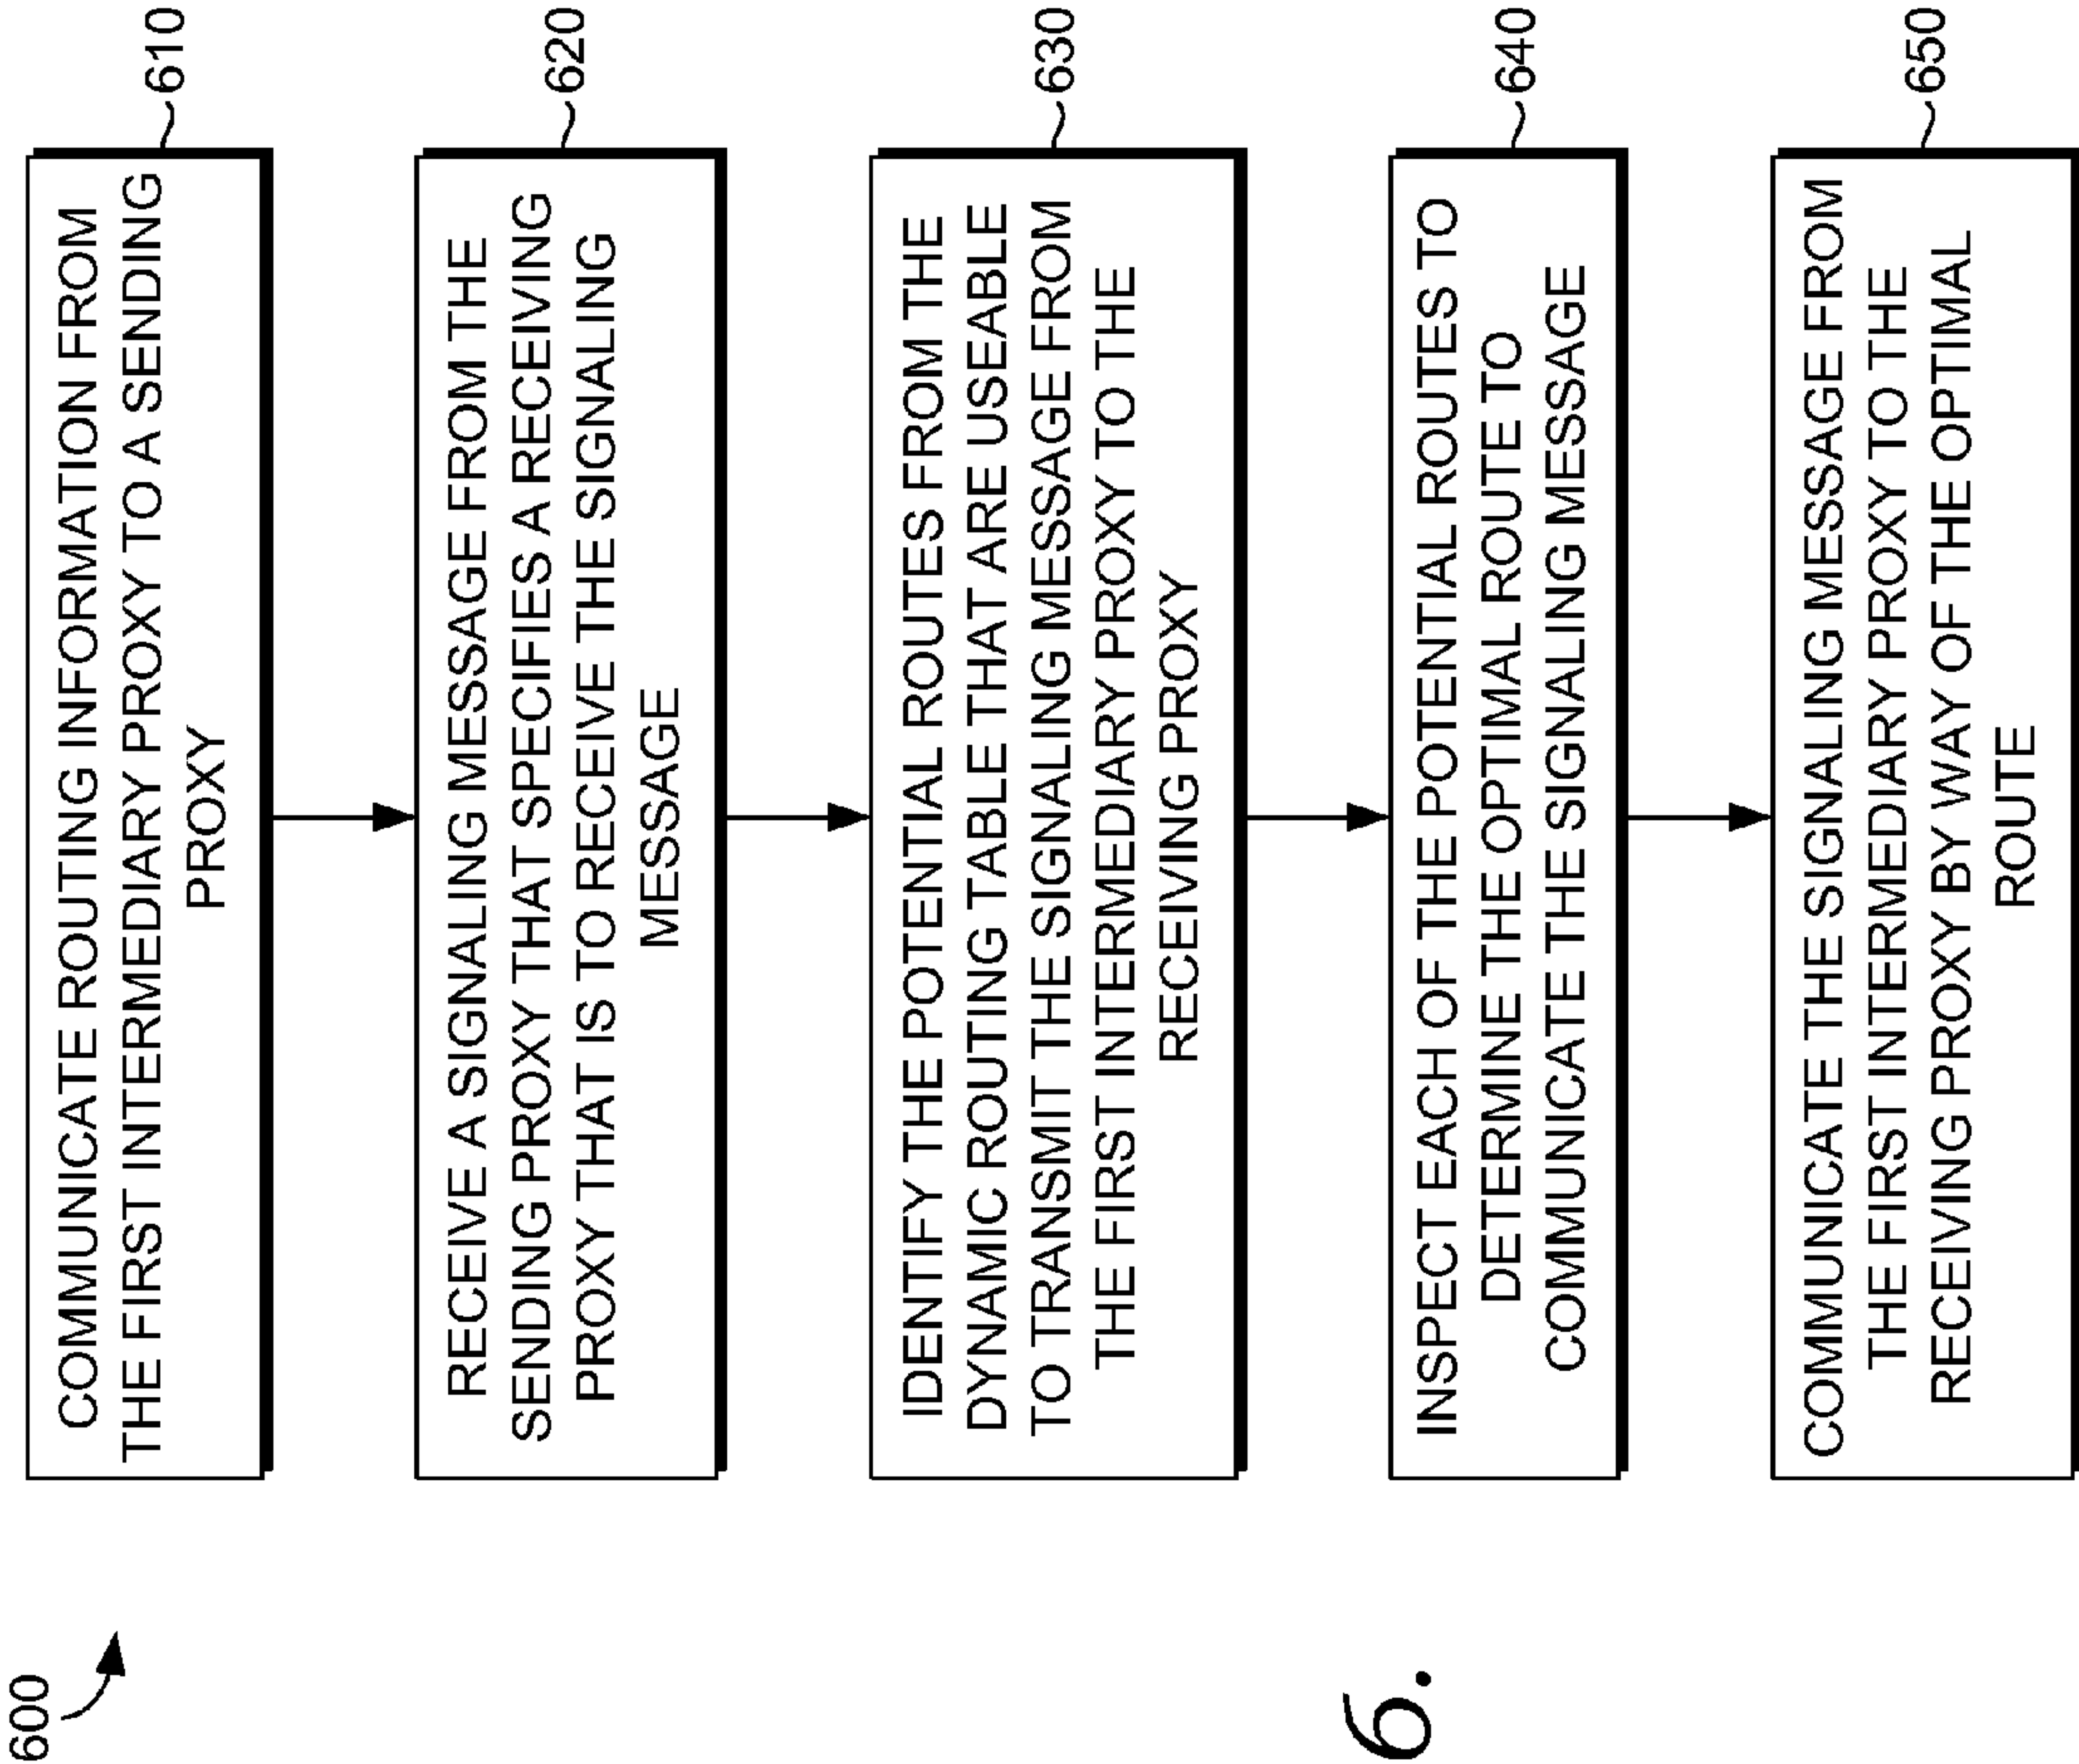 600
COMMUNICATE ROUTING INFORMATION FROM
THE FIRST INTERMEDIARY PROXY TO A SENDING
PROXY
610
RECEIVE A SIGNALING MESSAGE FROM THE
SENDING PROXY THAT SPECIFIES A RECEIVING
PROXY THAT IS TO RECEIVE THE SIGNALING
MESSAGE
620
IDENTIFY THE POTENTIAL ROUTES FROM THE
DYNAMIC ROUTING TABLE THAT ARE USEABLE
TO TRANSMIT THE SIGNALING MESSAGE FROM
THE FIRST INTERMEDIARY PROXY TO THE
RECEIVING PROXY
630
INSPECT EACH OF THE POTENTIAL ROUTES TO
DETERMINE THE OPTIMAL ROUTE TO
COMMUNICATE THE SIGNALING MESSAGE
640
COMMUNICATE THE SIGNALING MESSAGE FROM
THE FIRST INTERMEDIARY PROXY TO THE
RECEIVING PROXY BY WAY OF THE OPTIMAL
ROUTE
650
6.